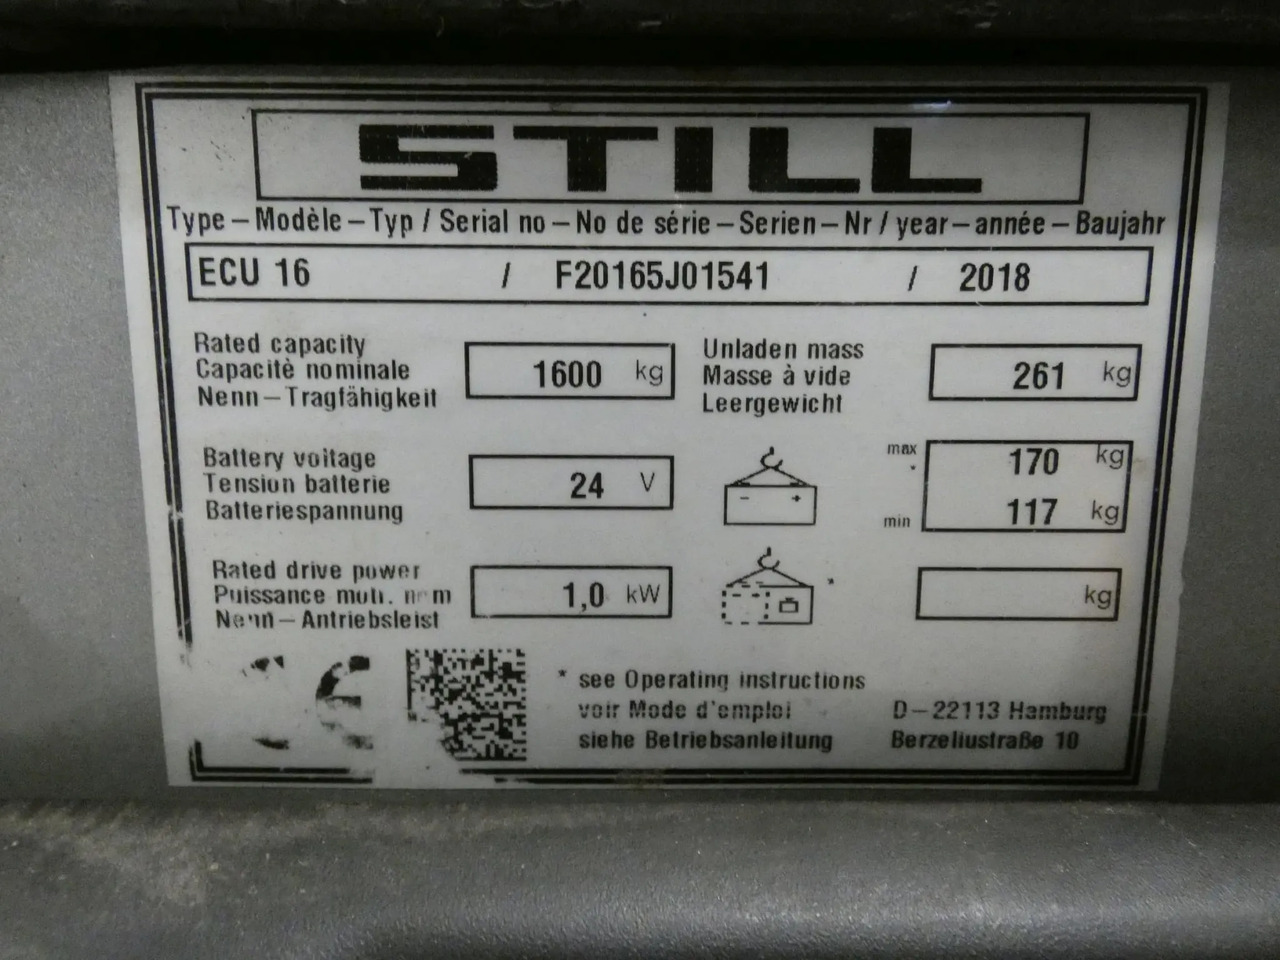 STILL
Type – Modèle – Typ / Serial no – No de série – Serien – Nr / year – année – Baujahr
ECU 16 / F20165J01541 / 2018
Rated capacity
Capacitè nominale
Nenn – Tragfähigkeit
1600 kg
Unladen mass
Masse à vide
Leergewicht
261 kg
Battery voltage
Tension batterie
Batteriespannung
24 V
max
170 kg
min
117 kg
- +
Rated drive power
Puissance
Nenn – Antriebsleist
1,0 kW
*
kg
CE
* see Operating instructions
voir Mode d'emploi
siehe Betriebsanleitung
D – 22113 Hamburg
Berzeliustraße 10